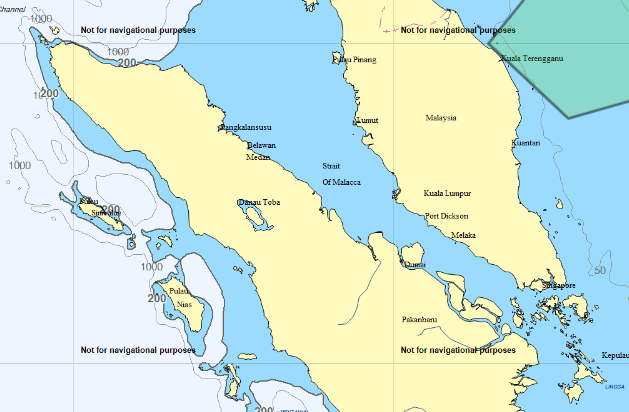 Channel
1000
Not for navigational purposes
Not for navigational purposes
1000
200
Pulau Pinang
Kuala Terengganu
200
Lumut
Malaysia
Pangkalansusu
Belawan
Medan
Kuantan
1000
Strait
Of Malacca
Kuala Lumpur
Danau Toba
200
Port Dickson
Melaka
1000
Dumai
50
Singapore
Pulau
Nias
200
Pakanbaru
Not for navigational purposes
Not for navigational purposes
Kepulau
LINGGA
200